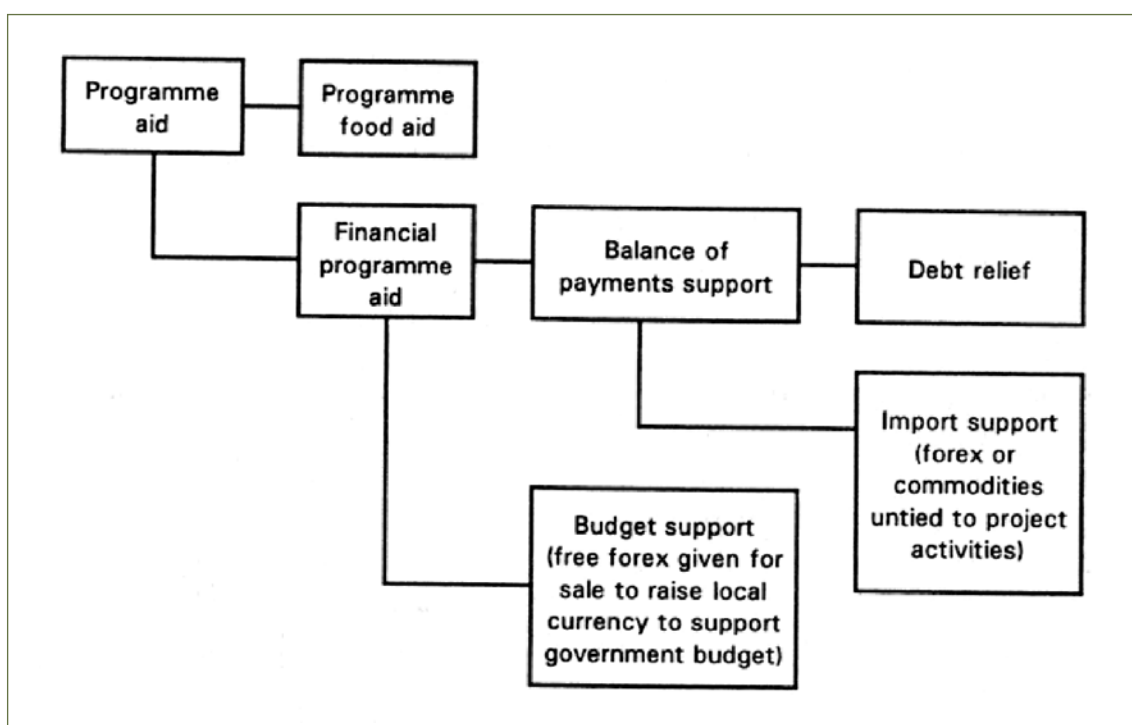 Programme
aid
Programme
food aid
Financial
programme
aid
Balance of
payments support
Debt relief
Import support
(forex or
commodities
untied to project
activities)
Budget support
(free forex given for
sale to raise local
currency to support
government budget)